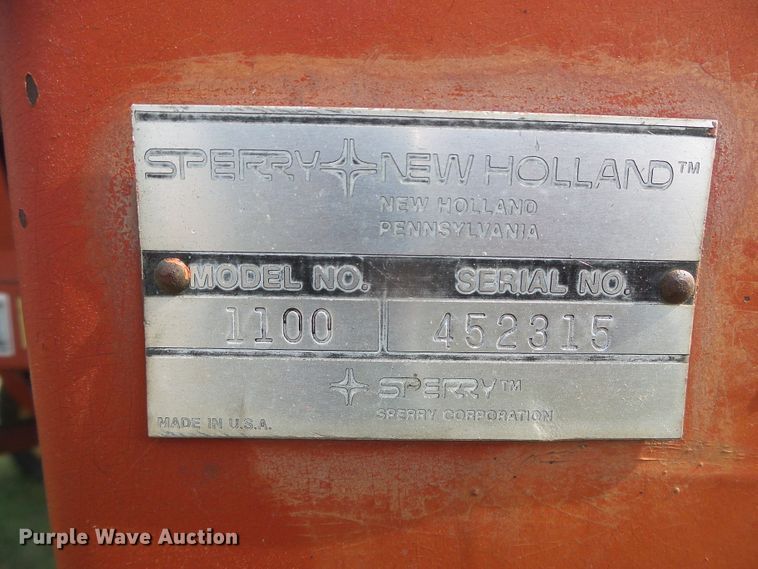 SPERRY NEW HOLLAND™
NEW HOLLAND
PENNSYLVANIA
MODEL NO. SERIAL NO.
1100 452315
SPERRY™
SPERRY CORPORATION
MADE IN U.S.A.
Purple Wave Auction®